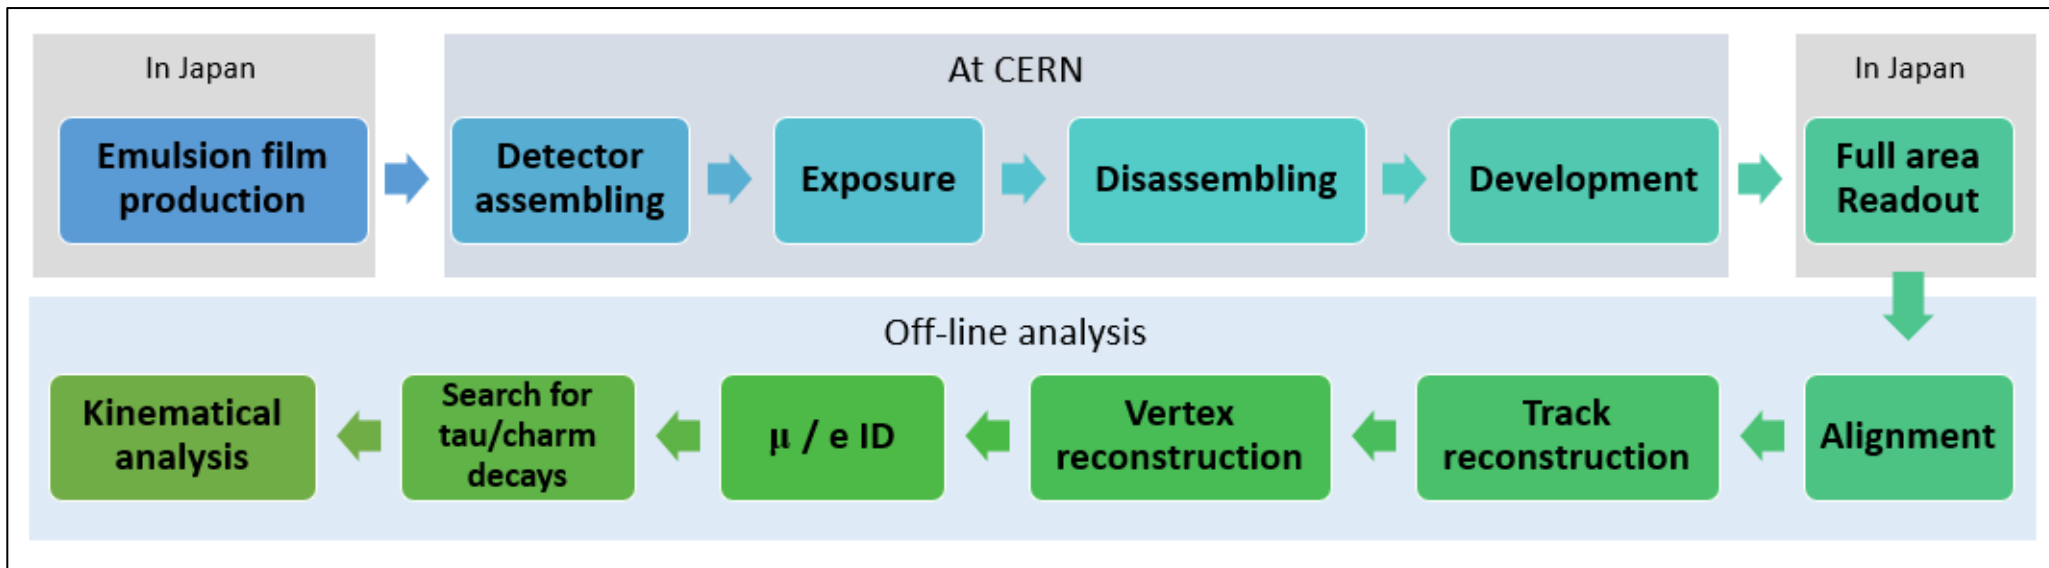 In Japan
At CERN
In Japan
Emulsion film
production
Detector
assembling
Exposure
Disassembling
Development
Full area
Readout
Off-line analysis
Kinematical
analysis
Search for
tau/charm
decays
μ / e ID
Vertex
reconstruction
Track
reconstruction
Alignment